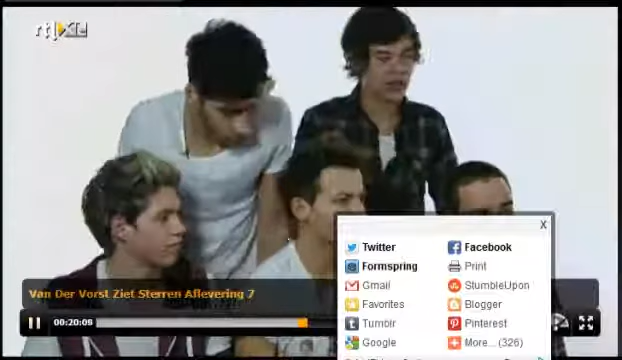 rtl XL
X
Twitter
Facebook
Formspring
Print
Gmail
StumbleUpon
Favorites
Blogger
Tumblr
Pinterest
Google
More... (326)
Van Der Vorst Ziet Sterren Aflevering 7
00:20:09